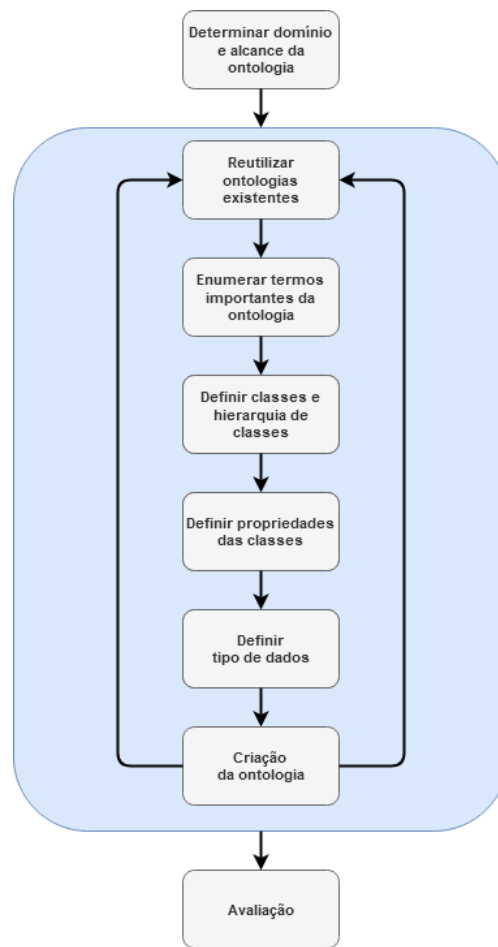 Determinar domínio
e alcance da
ontologia
Reutilizar
ontologias
existentes
Enumerar termos
importantes da
ontologia
Definir classes e
hierarquia de
classes
Definir propriedades
das classes
Definir
tipo de dados
Criação
da ontologia
Avaliação